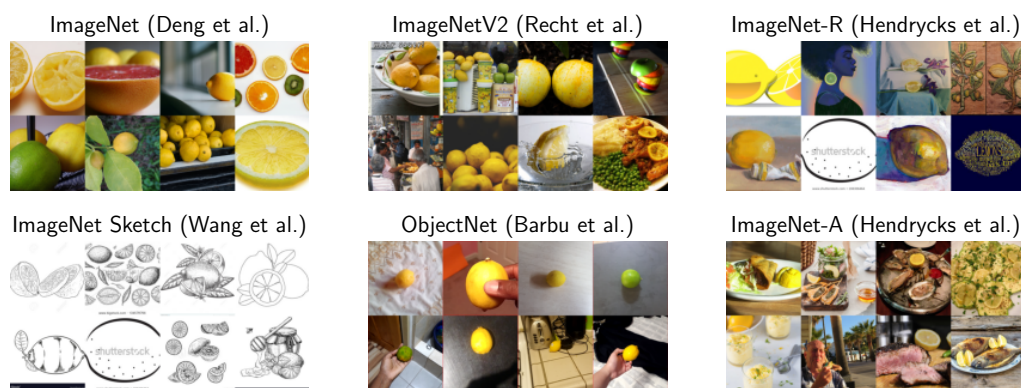 ImageNet (Deng et al.)
ImageNetV2 (Recht et al.)
ImageNet-R (Hendrycks et al.)
shutterstock
ImageNet Sketch (Wang et al.)
ObjectNet (Barbu et al.)
ImageNet-A (Hendrycks et al.)
shutterstock